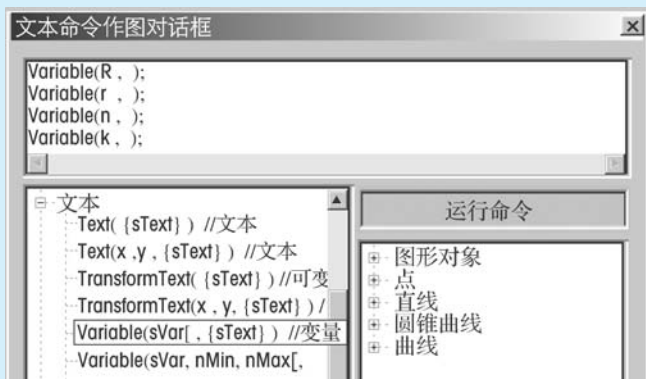 文本命令作图对话框
Variable(R , );
Variable(r , );
Variable(n , );
Variable(k , );
文本
Text( {sText} ) //文本
Text(x ,y , {sText} ) //文本
TransformText( {sText} )//可变
TransformText(x , y, {sText} ) /
Variable(sVar[ , {sText} ) //变量
Variable(sVar, nMin, nMax[,
运行命令
图形对象
点
直线
圆锥曲线
曲线